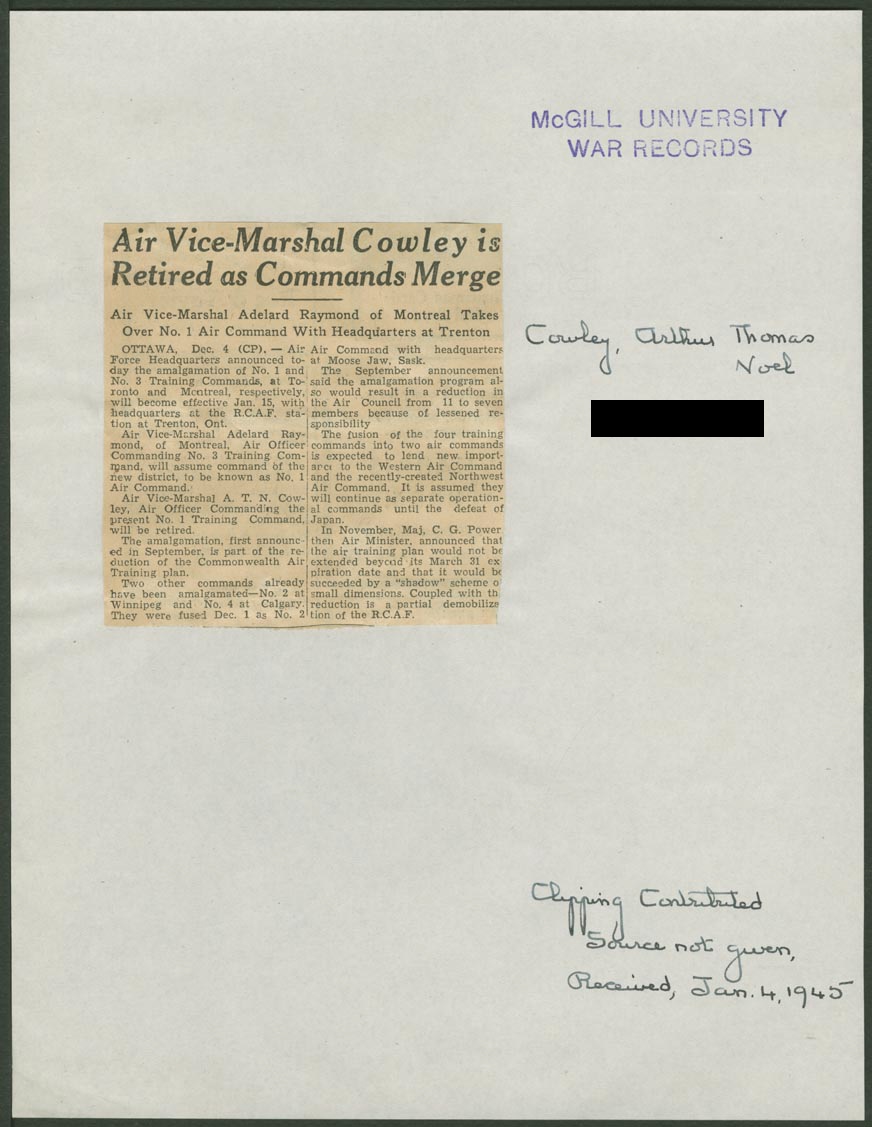 McGILL UNIVERSITY
WAR RECORDS
Air Vice-Marshal Cowley is
Retired as Commands Merge
Air Vice-Marshal Adelard Raymond of Montreal Takes
Over No. 1 Air Command With Headquarters at Trenton
OTTAWA, Dec. 4 (CP). — Air
Force Headquarters announced to-
day the amalgamation of No. 1 and
No. 3 Training Commands, at To-
ronto and Montreal, respectively,
will become effective Jan. 15, with
headquarters at the R.C.A.F. sta-
tion at Trenton, Ont.
Air Vice-Marshal Adelard Ray-
mond, of Montreal, Air Officer
Commanding No. 3 Training Com-
mand, will assume command of the
new district, to be known as No. 1
Air Command.
Air Vice-Marshal A. T. N. Cow-
ley, Air Officer Commanding the
present No. 1 Training Command,
will be retired.
The amalgamation, first announc-
ed in September, is part of the re-
duction of the Commonwealth Air
Training plan.
Two other commands already
have been amalgamated—No. 2 at
Winnipeg and No. 4 at Calgary.
They were fused Dec. 1 as No. 2
Air Command with headquarters
at Moose Jaw, Sask.
The September announcement
said the amalgamation program al-
so would result in a reduction in
the Air Council from 11 to seven
members because of lessened re-
sponsibility
The fusion of the four training
commands into two air commands
is expected to lend new import-
ance to the Western Air Command
and the recently-created Northwest
Air Command. It is assumed they
will continue as separate operation-
al commands until the defeat of
Japan.
In November, Maj. C. G. Power
then Air Minister, announced that
the air training plan would not be
extended beyond its March 31 ex
piration date and that it would be
succeeded by a "shadow" scheme o
small dimensions. Coupled with th
reduction is a partial demobiliza
tion of the R.C.A.F.
Cowley, Arthur Thomas
Noel
Clipping Contributed
Source not given,
Received, Jan. 4, 1945